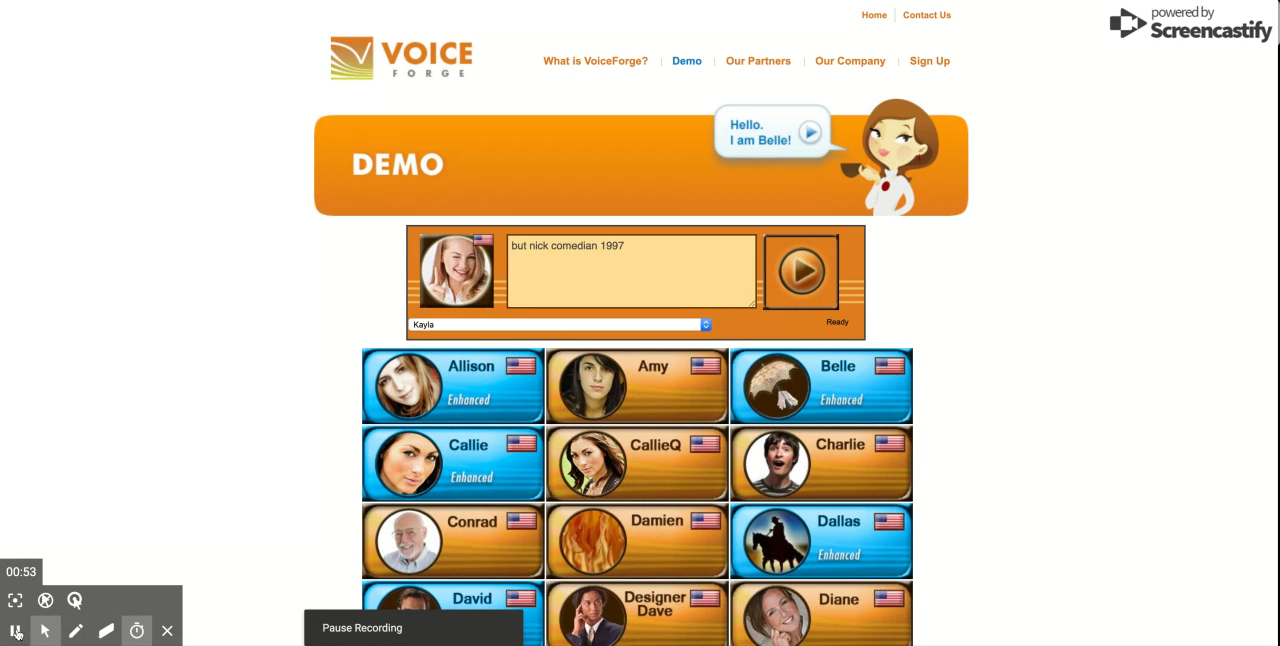 Home
Contact Us
powered by
Screencastify
VOICE
FORGE
What is VoiceForge?
Demo
Our Partners
Our Company
Sign Up
Hello.
I am Belle!
DEMO
but nick comedian 1997
Kayla
Ready
Allison
Enhanced
Amy
Belle
Enhanced
Callie
Enhanced
CallieQ
Charlie
Conrad
Damien
Dallas
Enhanced
David
Designer
Dave
Diane
00:53
Pause Recording